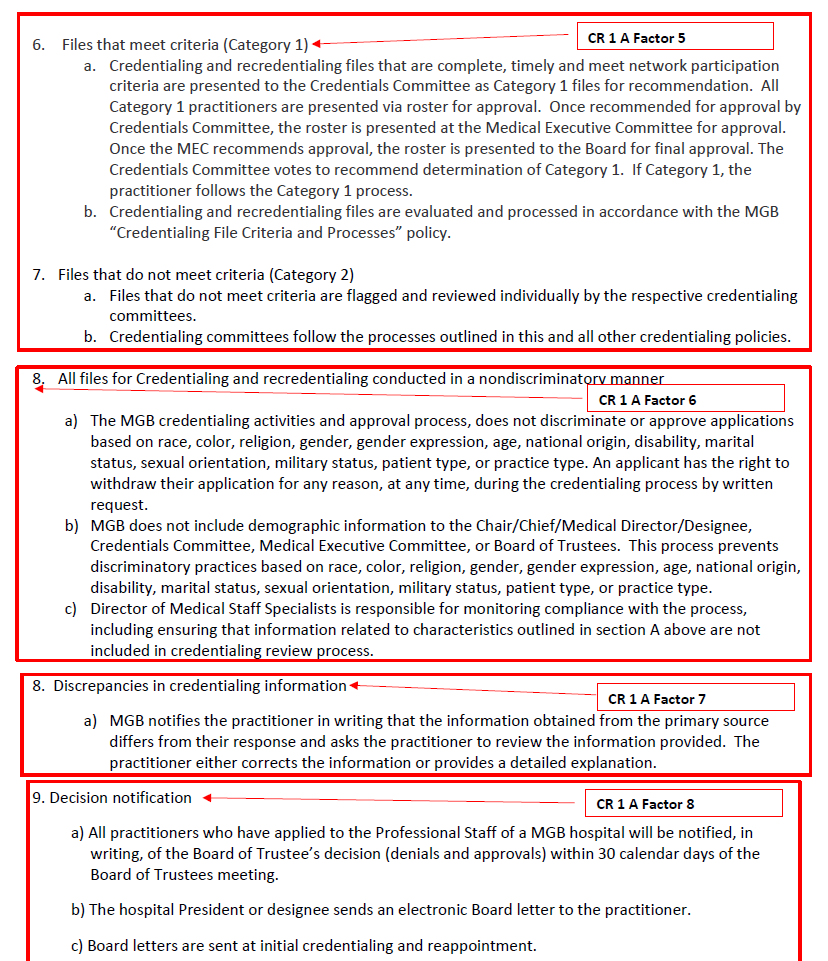 6. Files that meet criteria (Category 1)
CR 1 A Factor 5
a. Credentialing and recredentialing files that are complete, timely and meet network participation
criteria are presented to the Credentials Committee as Category 1 files for recommendation. All
Category 1 practitioners are presented via roster for approval. Once recommended for approval by
Credentials Committee, the roster is presented at the Medical Executive Committee for approval.
Once the MEC recommends approval, the roster is presented to the Board for final approval. The
Credentials Committee votes to recommend determination of Category 1. If Category 1, the
practitioner follows the Category 1 process.
b. Credentialing and recredentialing files are evaluated and processed in accordance with the MGB
“Credentialing File Criteria and Processes” policy.
7. Files that do not meet criteria (Category 2)
a. Files that do not meet criteria are flagged and reviewed individually by the respective credentialing
committees.
b. Credentialing committees follow the processes outlined in this and all other credentialing policies.
8. All files for Credentialing and recredentialing conducted in a nondiscriminatory manner
CR 1 A Factor 6
a) The MGB credentialing activities and approval process, does not discriminate or approve applications
based on race, color, religion, gender, gender expression, age, national origin, disability, marital
status, sexual orientation, military status, patient type, or practice type. An applicant has the right to
withdraw their application for any reason, at any time, during the credentialing process by written
request.
b) MGB does not include demographic information to the Chair/Chief/Medical Director/Designee,
Credentials Committee, Medical Executive Committee, or Board of Trustees. This process prevents
discriminatory practices based on race, color, religion, gender, gender expression, age, national origin,
disability, marital status, sexual orientation, military status, patient type, or practice type.
c) Director of Medical Staff Specialists is responsible for monitoring compliance with the process,
including ensuring that information related to characteristics outlined in section A above are not
included in credentialing review process.
8. Discrepancies in credentialing information
CR 1 A Factor 7
a) MGB notifies the practitioner in writing that the information obtained from the primary source
differs from their response and asks the practitioner to review the information provided. The
practitioner either corrects the information or provides a detailed explanation.
9. Decision notification
CR 1 A Factor 8
a) All practitioners who have applied to the Professional Staff of a MGB hospital will be notified, in
writing, of the Board of Trustee’s decision (denials and approvals) within 30 calendar days of the
Board of Trustees meeting.
b) The hospital President or designee sends an electronic Board letter to the practitioner.
c) Board letters are sent at initial credentialing and reappointment.